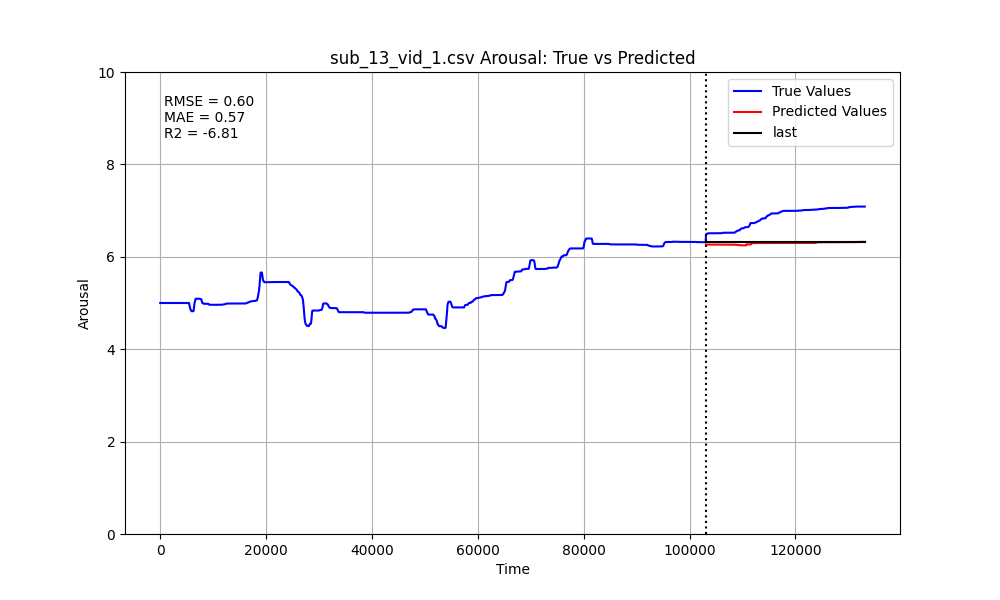 sub_13_vid_1.csv Arousal: True vs Predicted
RMSE = 0.60
MAE = 0.57
R2 = -6.81
True Values
Predicted Values
last
Arousal
10
8
6
4
2
0
0 20000 40000 60000 80000 100000 120000
Time